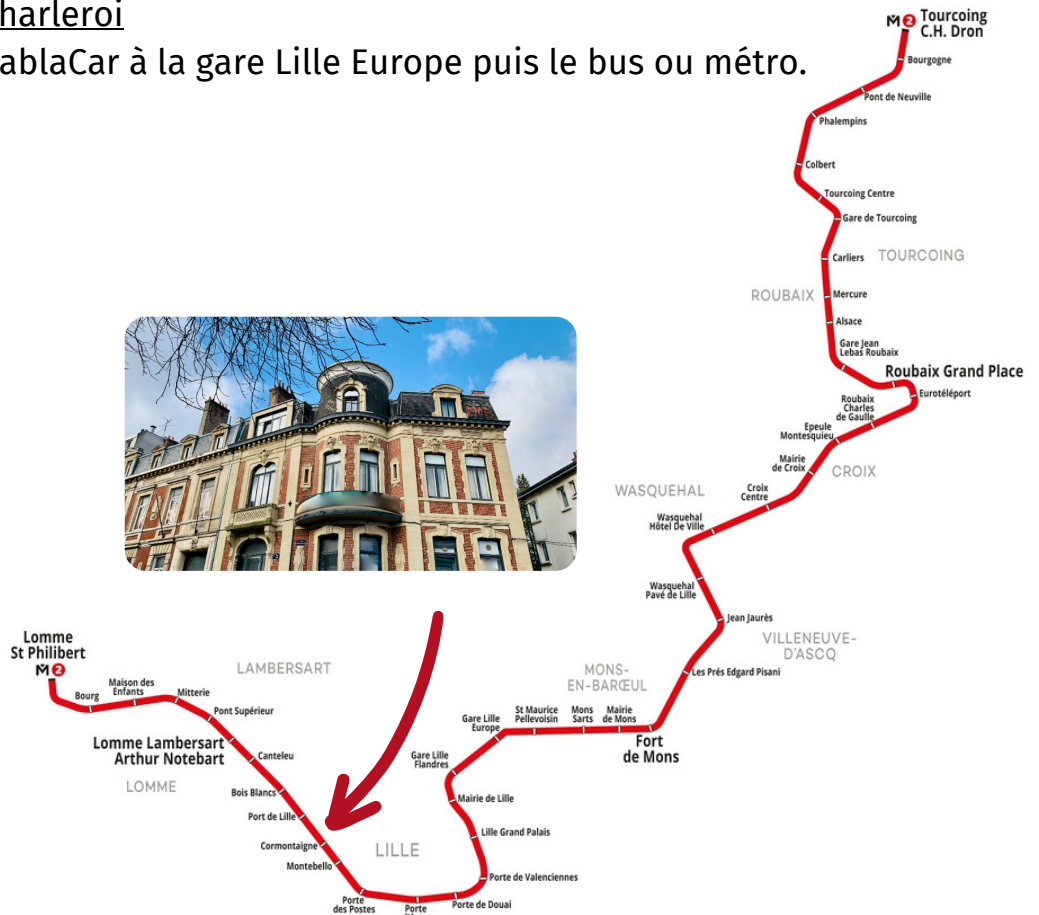 harleroi
ablaCar à la gare Lille Europe puis le bus ou métro.
M 2 Tourcoing
C.H. Dron
Bourgogne
Pont de Neuville
Phalempins
Colbert
Tourcoing Centre
Gare de Tourcoing
Carliers
TOURCOING
ROUBAIX
Mercure
Alsace
Gare Jean
Lebas Roubaix
Roubaix Grand Place
Eurotéléport
Roubaix
Charles
de Gaulle
Epeule
Montesquieu
Mairie
de Croix
CROIX
Croix
Centre
WASQUEHAL
Wasquehal
Hôtel De Ville
Wasquehal
Pavé de Lille
Jean Jaurès
VILLENEUVE-
D'ASCQ
Les Prés Edgard Pisani
MONS-
EN-BARŒUL
Fort
de Mons
Mairie
de Mons
Mons
Sarts
St Maurice
Pellevoisin
Gare Lille
Europe
Gare Lille
Flandres
Mairie de Lille
Lille Grand Palais
Porte de Valenciennes
Porte de Douai
Porte
Porte
des Postes
LILLE
Montebello
Cormontaigne
Port de Lille
Bois Blancs
Canteleu
LOMME
Lomme Lambersart
Arthur Notebart
Pont Supérieur
LAMBERSART
Mitterie
Maison des
Enfants
Bourg
Lomme
St Philibert
M 2